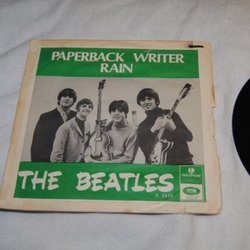 PAPERBACK WRITER
RAIN
THE BEATLES